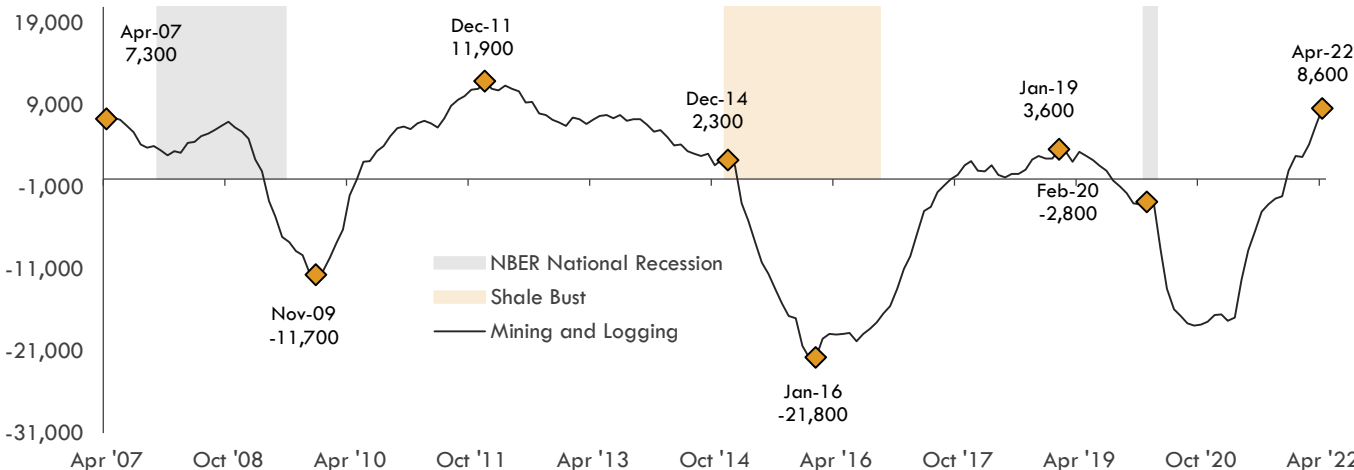 19,000
9,000
-1,000
-11,000
-21,000
-31,000
Apr-07
7,300
Dec-11
11,900
Dec-14
2,300
Jan-19
3,600
Apr-22
8,600
Feb-20
-2,800
Nov-09
-11,700
Jan-16
-21,800
NBER National Recession
Shale Bust
Mining and Logging
Apr '07 Oct '08 Apr '10 Oct '11 Apr '13 Oct '14 Apr '16 Oct '17 Apr '19 Oct '20 Apr '22